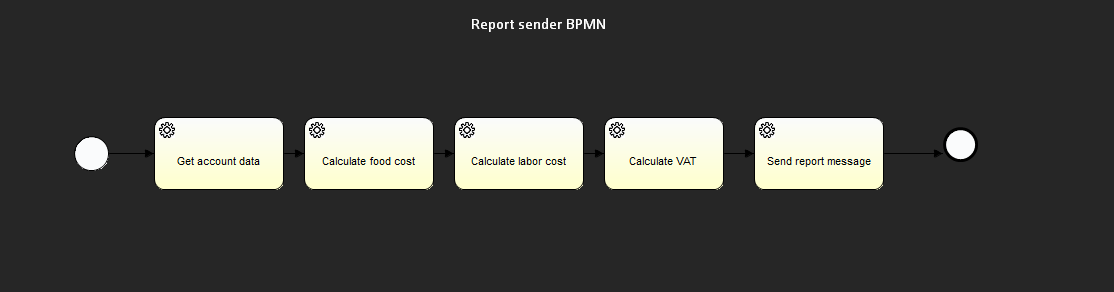 Report sender BPMN
Get account data
Calculate food cost
Calculate labor cost
Calculate VAT
Send report message